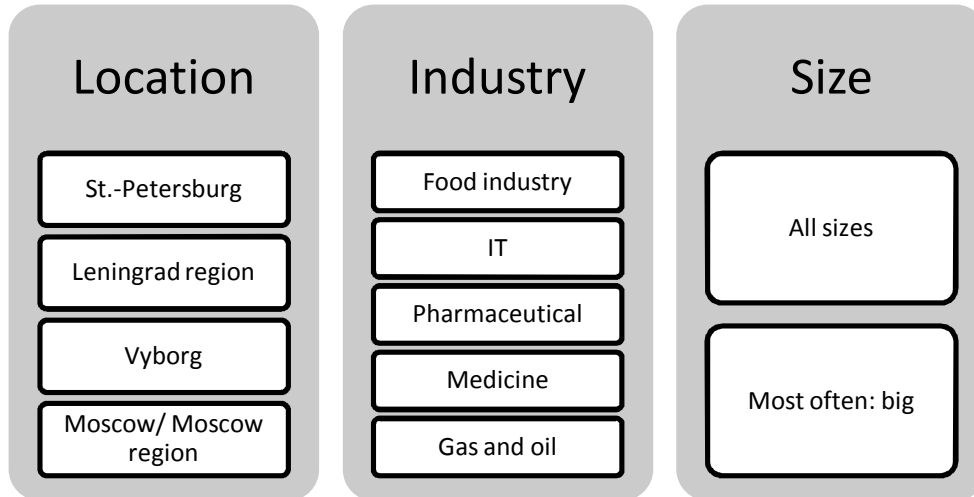 Location
St.-Petersburg
Leningrad region
Vyborg
Moscow/ Moscow
region
Industry
Food industry
IT
Pharmaceutical
Medicine
Gas and oil
Size
All sizes
Most often: big